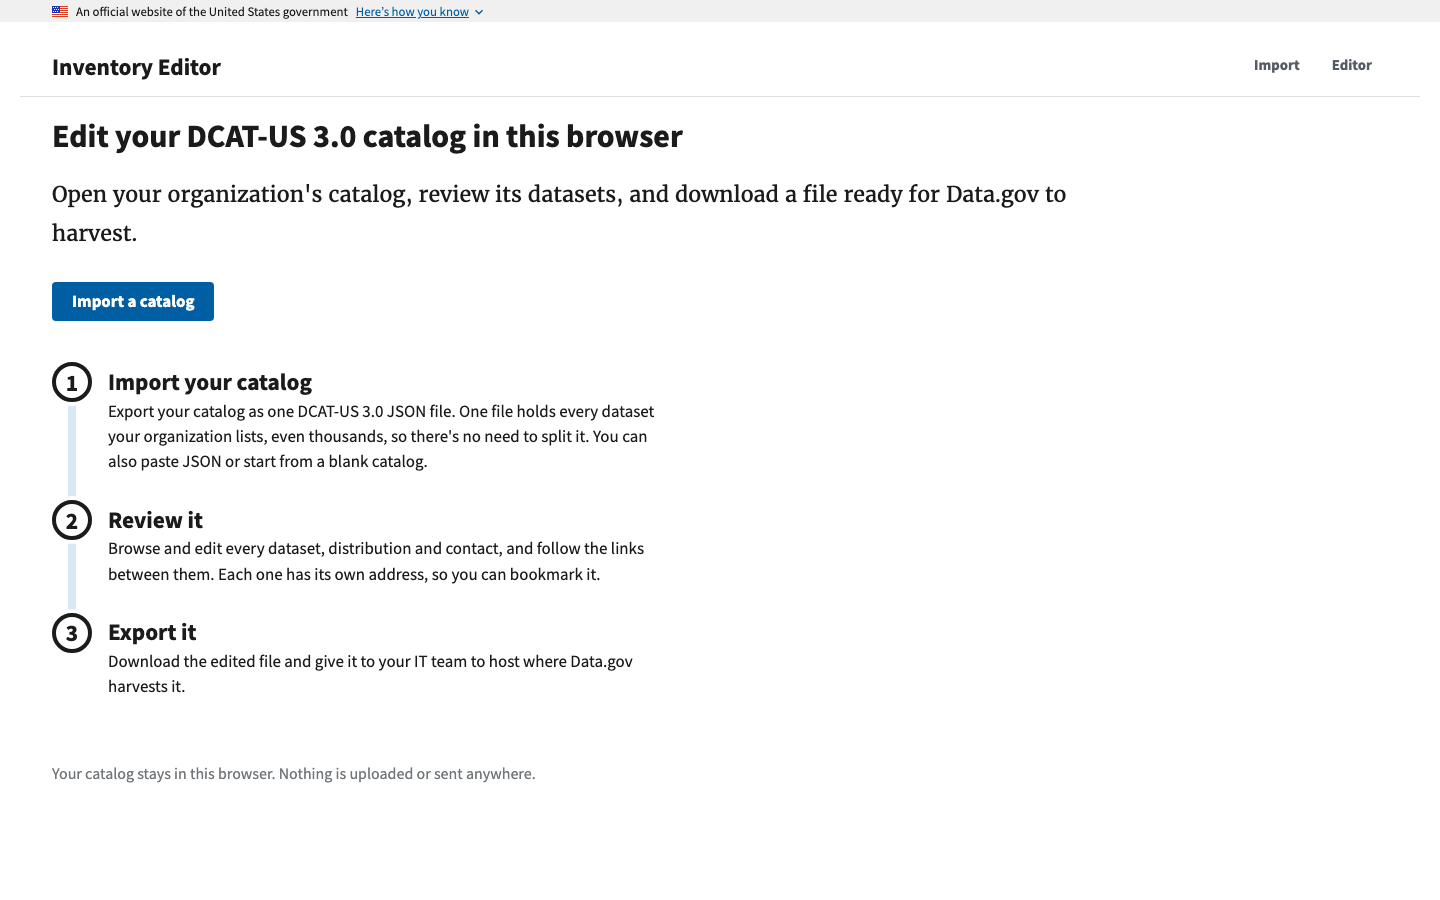 An official website of the United States government Here’s how you know
Inventory Editor
Import Editor
Edit your DCAT-US 3.0 catalog in this browser
Open your organization's catalog, review its datasets, and download a file ready for Data.gov to
harvest.
Import a catalog
1 Import your catalog
Export your catalog as one DCAT-US 3.0 JSON file. One file holds every dataset
your organization lists, even thousands, so there's no need to split it. You can
also paste JSON or start from a blank catalog.
2 Review it
Browse and edit every dataset, distribution and contact, and follow the links
between them. Each one has its own address, so you can bookmark it.
3 Export it
Download the edited file and give it to your IT team to host where Data.gov
harvests it.
Your catalog stays in this browser. Nothing is uploaded or sent anywhere.